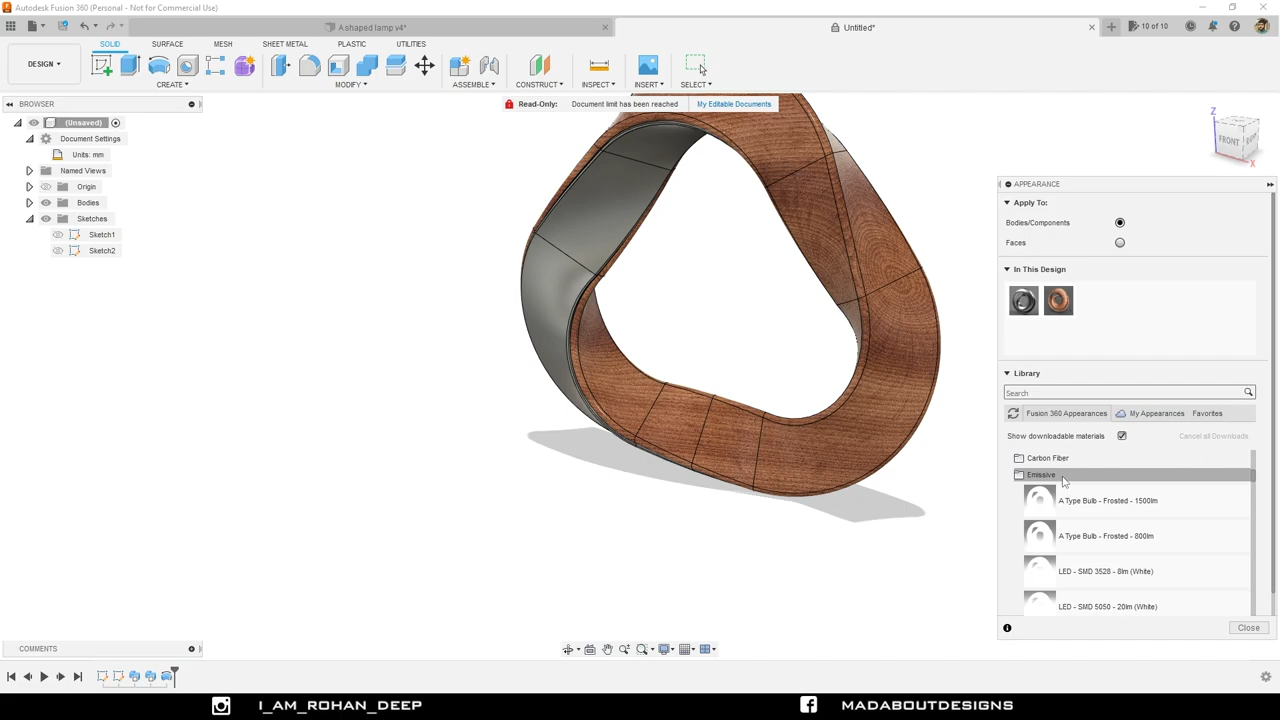 Autodesk Fusion 360 (Personal - Not for Commercial Use)
A shaped lamp v4*
Untitled*
10 of 10
SOLID SURFACE MESH SHEET METAL PLASTIC UTILITIES
DESIGN
CREATE MODIFY ASSEMBLE CONSTRUCT INSPECT INSERT SELECT
BROWSER
Read-Only: Document limit has been reached My Editable Documents
(Unsaved)
Document Settings
Units: mm
Named Views
Origin
Bodies
Sketches
Sketch1
Sketch2
Z
FRONT
X
APPEARANCE
Apply To:
Bodies/Components
Faces
In This Design
Library
Search
Fusion 360 Appearances My Appearances Favorites
Show downloadable materials Cancel all Downloads
Carbon Fiber
Emissive
A Type Bulb - Frosted - 1500lm
A Type Bulb - Frosted - 800lm
LED - SMD 3528 - 8lm (White)
LED - SMD 5050 - 20lm (White)
Close
COMMENTS
I_AM_ROHAN_DEEP MADABOUTDESIGNS